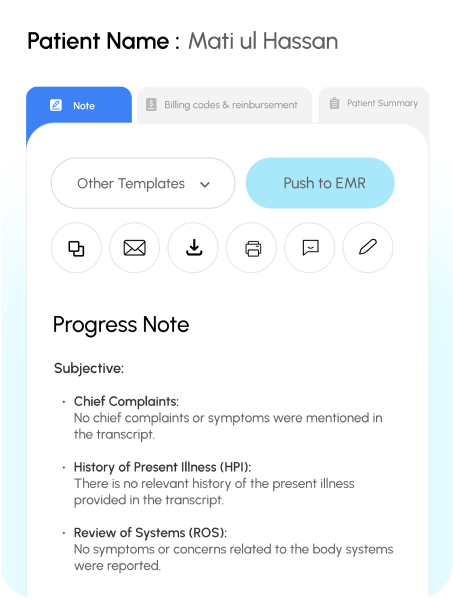 Patient Name : Mati ul Hassan
Note
Billing codes & reinbursement
Patient Summary
Other Templates
Push to EMR
Progress Note
Subjective:
• Chief Complaints:
No chief complaints or symptoms were mentioned in
the transcript.
• History of Present Illness (HPI):
There is no relevant history of the present illness
provided in the transcript.
• Review of Systems (ROS):
No symptoms or concerns related to the body systems
were reported.